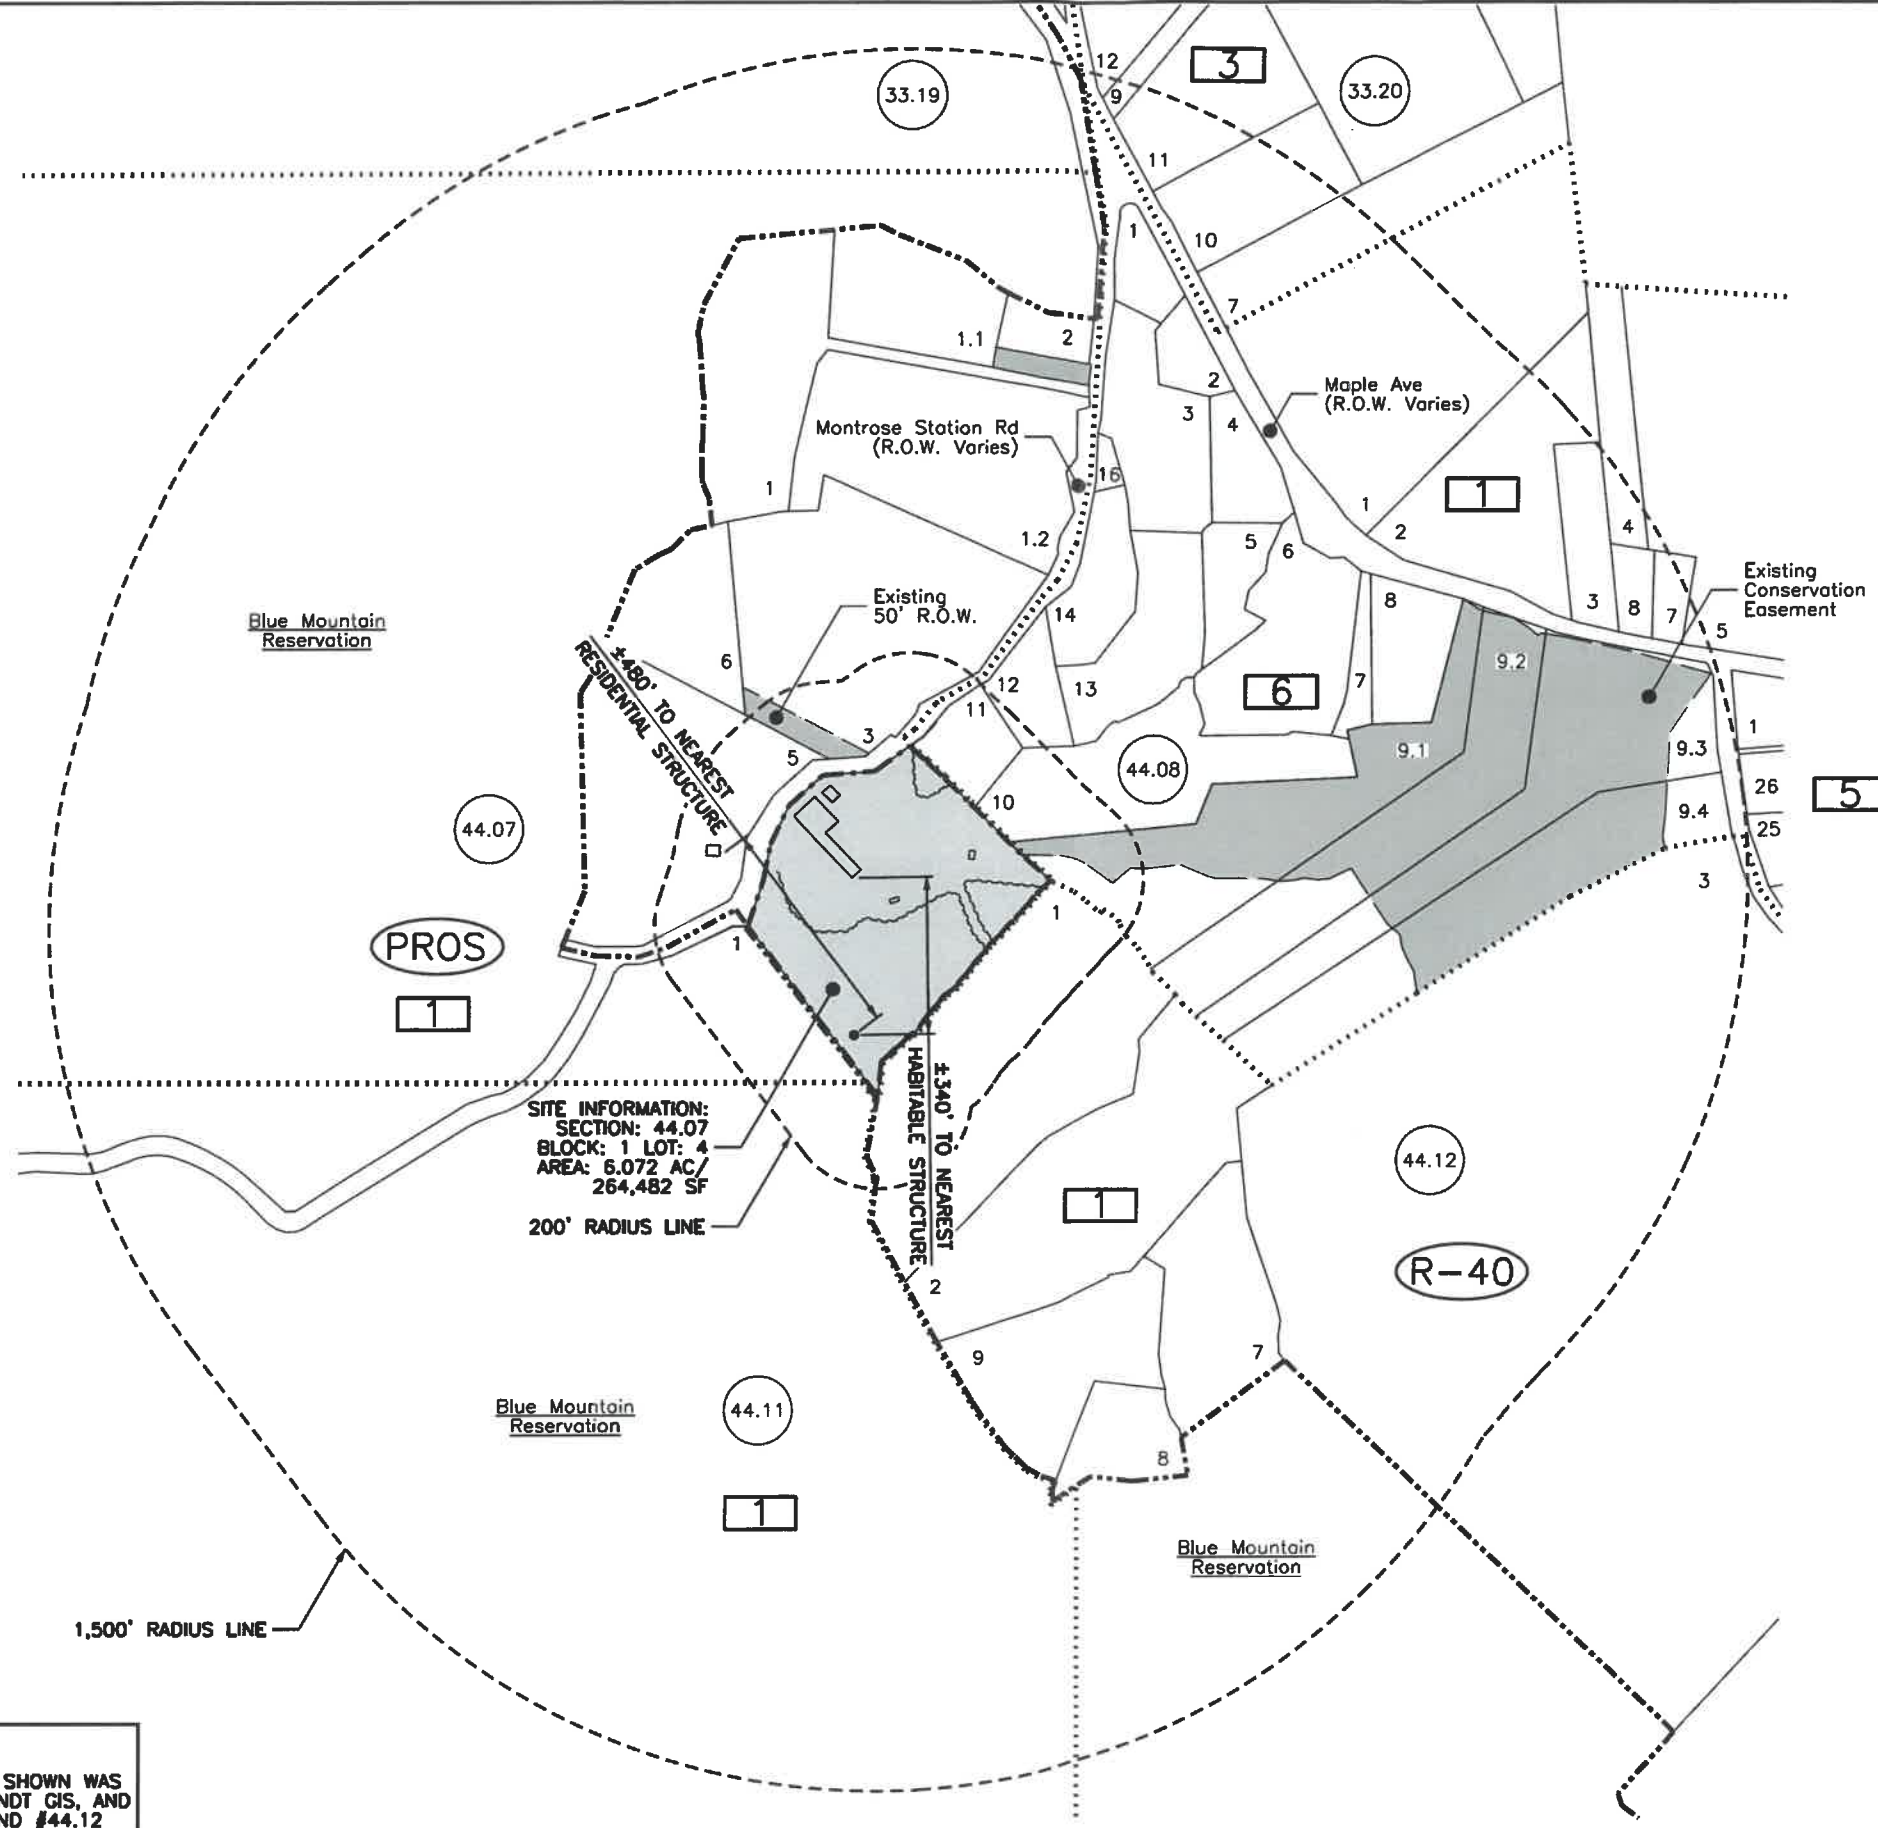 12
3
33.19
33.20
9
11
1
10
7
1.1
2
2
3
4
Maple Ave
(R.O.W. Varies)
Montrose Station Rd
(R.O.W. Varies)
16
1
1
1
2
4
1.2
5
6
Existing
50' R.O.W.
Existing
Conservation
Easement
8
3
8
7
14
5
Blue Mountain
Reservation
±480' TO NEAREST
RESIDENTIAL STRUCTURE
6
9.2
12
13
6
7
11
3
5
9.1
9.3
1
44.08
26
5
10
9.4
25
44.07
3
1
PROS
1
1
SITE INFORMATION:
SECTION: 44.07
BLOCK: 1 LOT: 4
AREA: 6.072 AC/
264,482 SF
±340' TO NEAREST
HABITABLE STRUCTURE
44.12
1
200' RADIUS LINE
R-40
2
9
7
Blue Mountain
Reservation
44.11
8
1
Blue Mountain
Reservation
1,500' RADIUS LINE
SHOWN WAS
NDT GIS, AND
ND #44.12